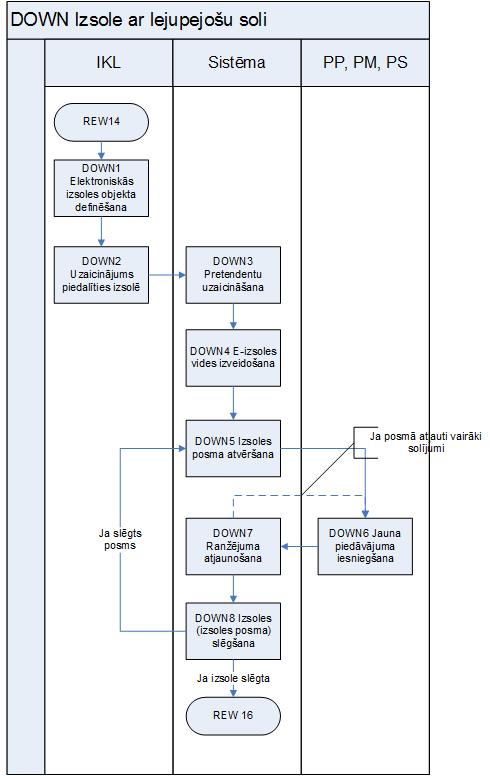 DOWN Izsole ar lejupejošu soli
IKL
Sistēma
PP, PM, PS
REW14
DOWN1
Elektroniskās
izsoles objekta
definēšana
DOWN2
Uzaicinājums
piedalīties izsolē
DOWN3
Pretendentu
uzaicināšana
DOWN4 E-izsoles
vides izveidošana
DOWN5 Izsoles
posma atvēršana
Ja posmā atļauti vairāki
solījumi
Ja slēgts
posms
DOWN7
Ranžējuma
atjaunošana
DOWN6 Jauna
piedāvājuma
iesniegšana
DOWN8 Izsoles
(izsoles posma)
slēgšana
Ja izsole slēgta
REW 16